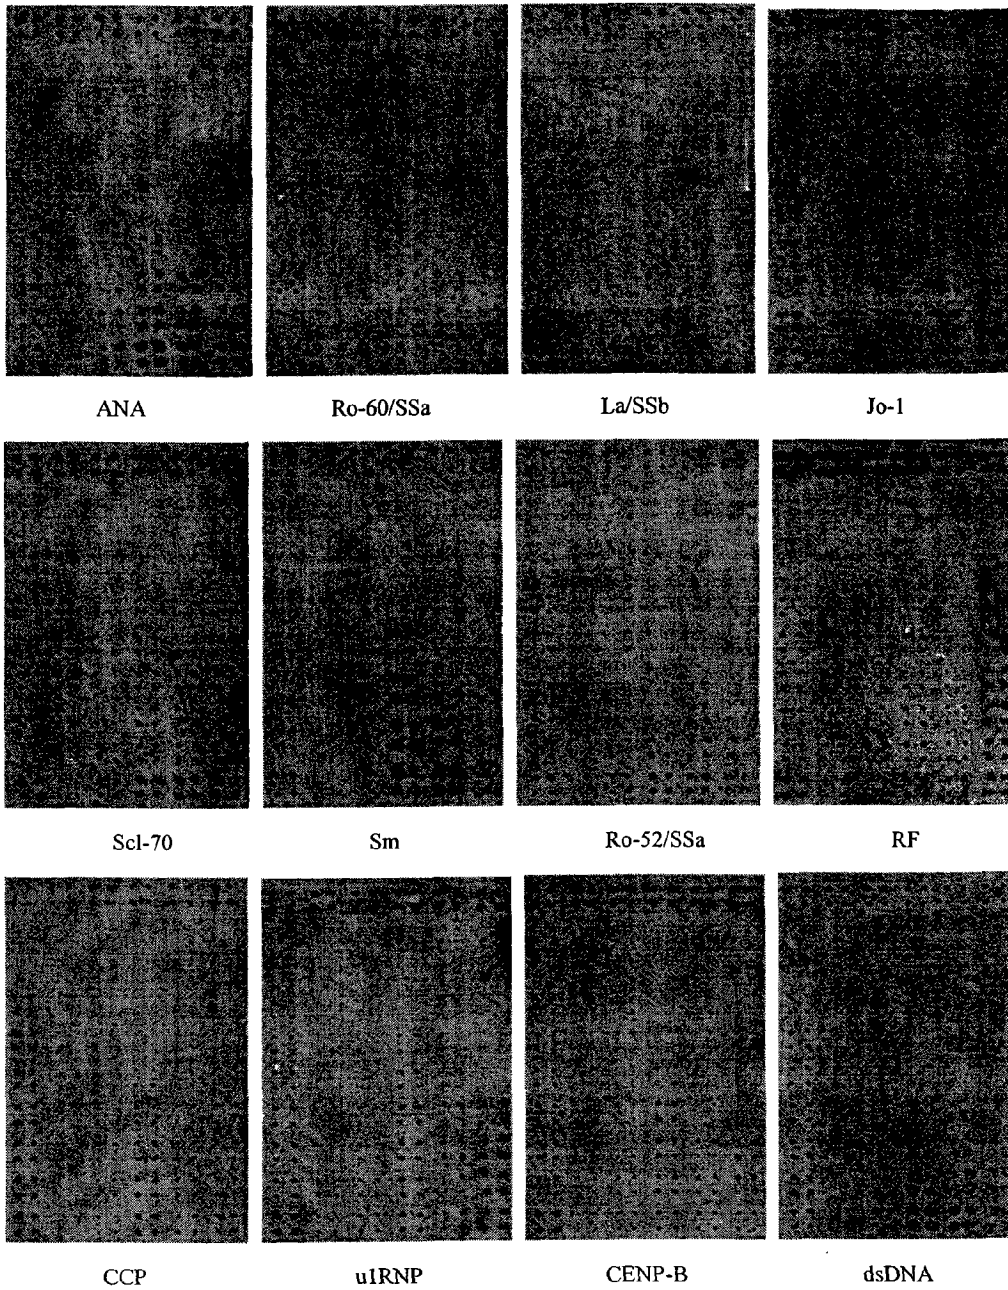 ANA Ro-60/SSa La/SSb Jo-1
Scl-70 Sm Ro-52/SSa RF
CCP u1RNP CENP-B dsDNA